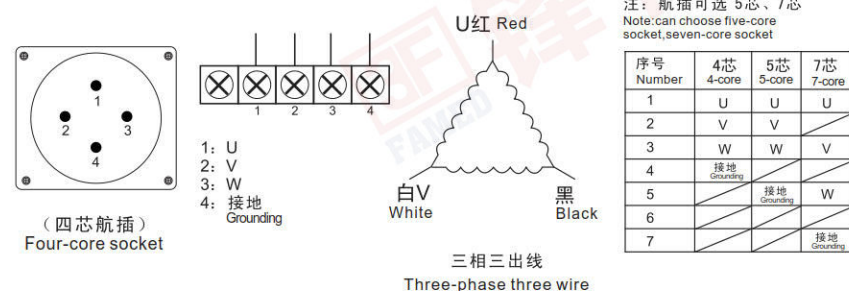 注：航插可选 5芯、7芯
Note:can choose five-core
socket,seven-core socket
U红 Red
白V
White
黑
Black
三相三出线
Three-phase three wire
1
2
3
4
（四芯航插）
Four-core socket
1 2 3 4
1：U
2：V
3：W
4：接地
Grounding
序号 4芯 5芯 7芯
Number 4-core 5-core 7-core
1 U U U
2 V V
3 W W V
4 接地 Grounding
5 接地 Grounding W
6
7 接地 Grounding
FAMED
锋